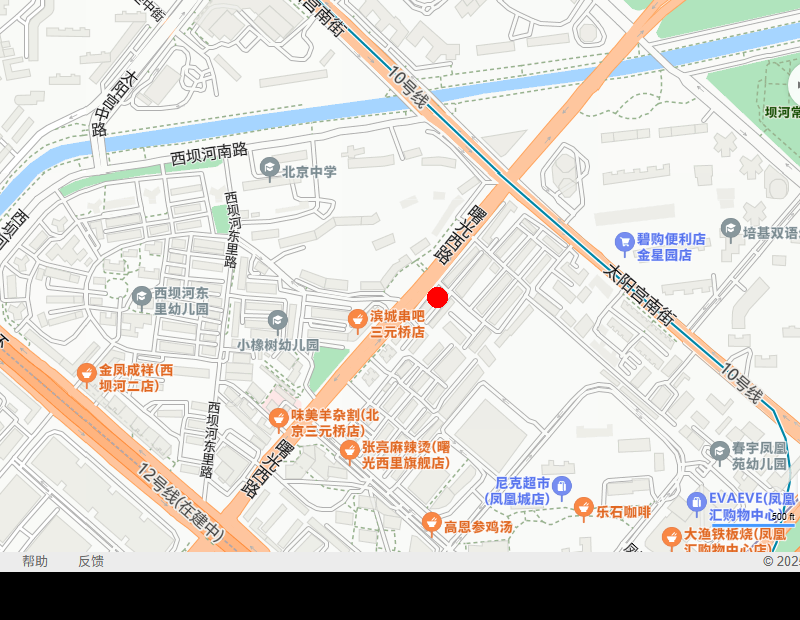 宫南街
中街
10号线
太阳宫中路
坝河常
西坝河南路
北京中学
曙光西路
西坝河东里路
西坝河
碧购便利店
金星园店
培基双语
太阳宫南街
西坝河东
里幼儿园
滨城串吧
三元桥店
小橡树幼儿园
10号线
金凤成祥(西
坝河二店)
西坝河东里路
味美羊杂割(北
京三元桥店)
曙光西路
张亮麻辣烫(曙
光西里旗舰店)
春宇凤凰
苑幼儿园
12号线(在建中)
尼克超市
(凤凰城店)
乐石咖啡
EVAEVE(凤凰
汇购物中心
500 ft
高恩参鸡汤
大渔铁板烧(凤凰
汇购物中心店)
帮助
反馈
© 202